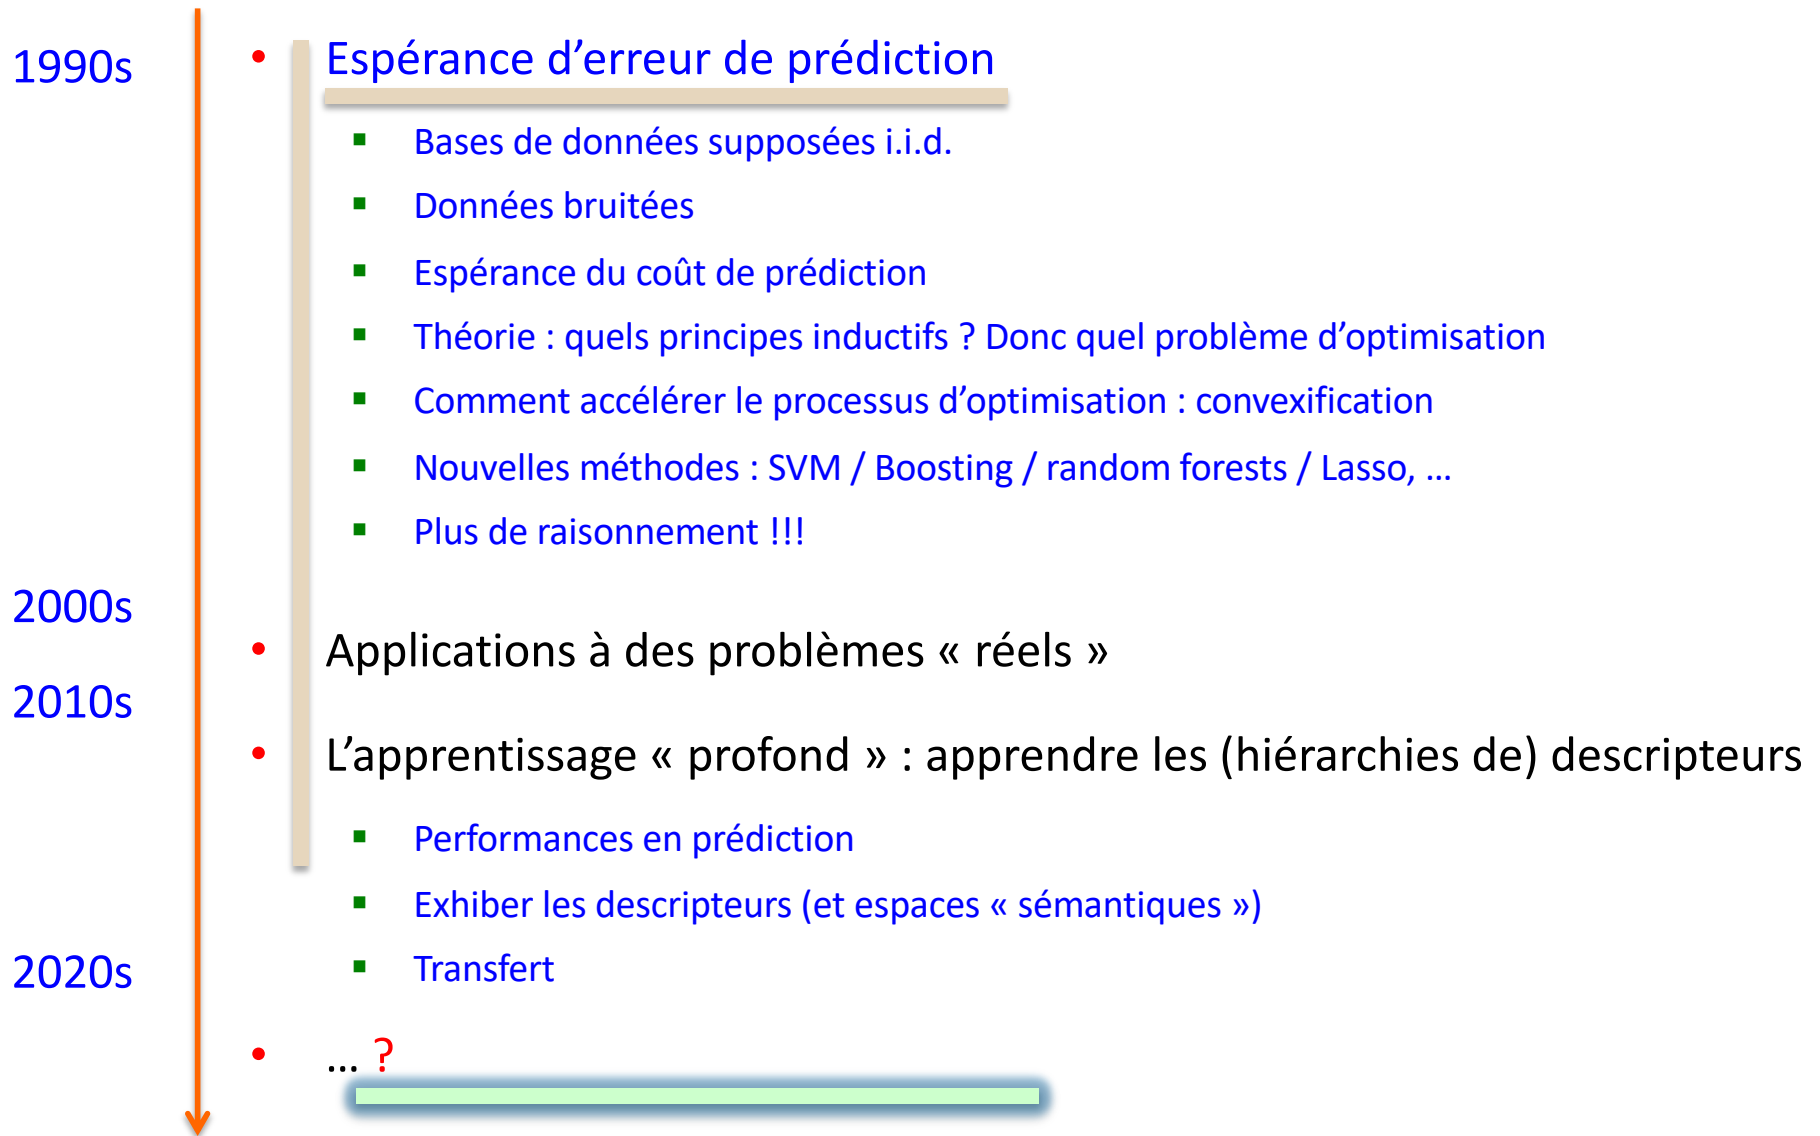 1990s
• Espérance d’erreur de prédiction
▪ Bases de données supposées i.i.d.
▪ Données bruitées
▪ Espérance du coût de prédiction
▪ Théorie : quels principes inductifs ? Donc quel problème d’optimisation
▪ Comment accélérer le processus d’optimisation : convexification
▪ Nouvelles méthodes : SVM / Boosting / random forests / Lasso, …
▪ Plus de raisonnement !!!
2000s
• Applications à des problèmes « réels »
2010s
• L’apprentissage « profond » : apprendre les (hiérarchies de) descripteurs
▪ Performances en prédiction
▪ Exhiber les descripteurs (et espaces « sémantiques »)
2020s
▪ Transfert
• … ?